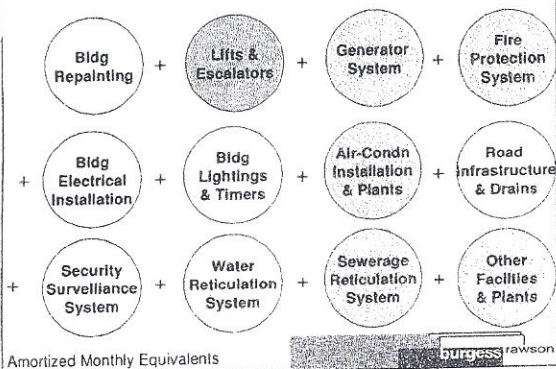 Bldg
Repainting
+
Lifts &
Escalators
+
Generator
System
+
Fire
Protection
System
+
Bldg
Electrical
Installation
+
Bldg
Lightings
& Timers
+
Air-Condn
Installation
& Plants
+
Road
Infrastructure
& Drains
+
Security
Survelliance
System
+
Water
Reticulation
System
+
Sewerage
Reticulation
System
+
Other
Facilities
& Plants
Amortized Monthly Equivalents
burgess rawson